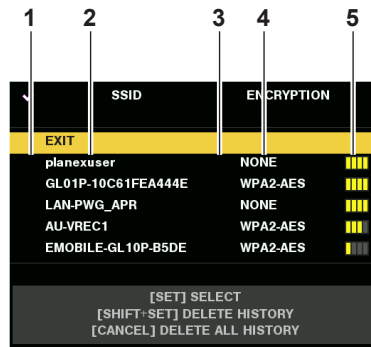 1 2 3 4 5
SSID ENCRYPTION
EXIT
planexuser NONE
GL01P-10C61FEA444E WPA2-AES
LAN-PWG_APR NONE
AU-VREC1 WPA2-AES
EMOBILE-GL10P-B5DE WPA2-AES
[SET] SELECT
[SHIFT+SET] DELETE HISTORY
[CANCEL] DELETE ALL HISTORY